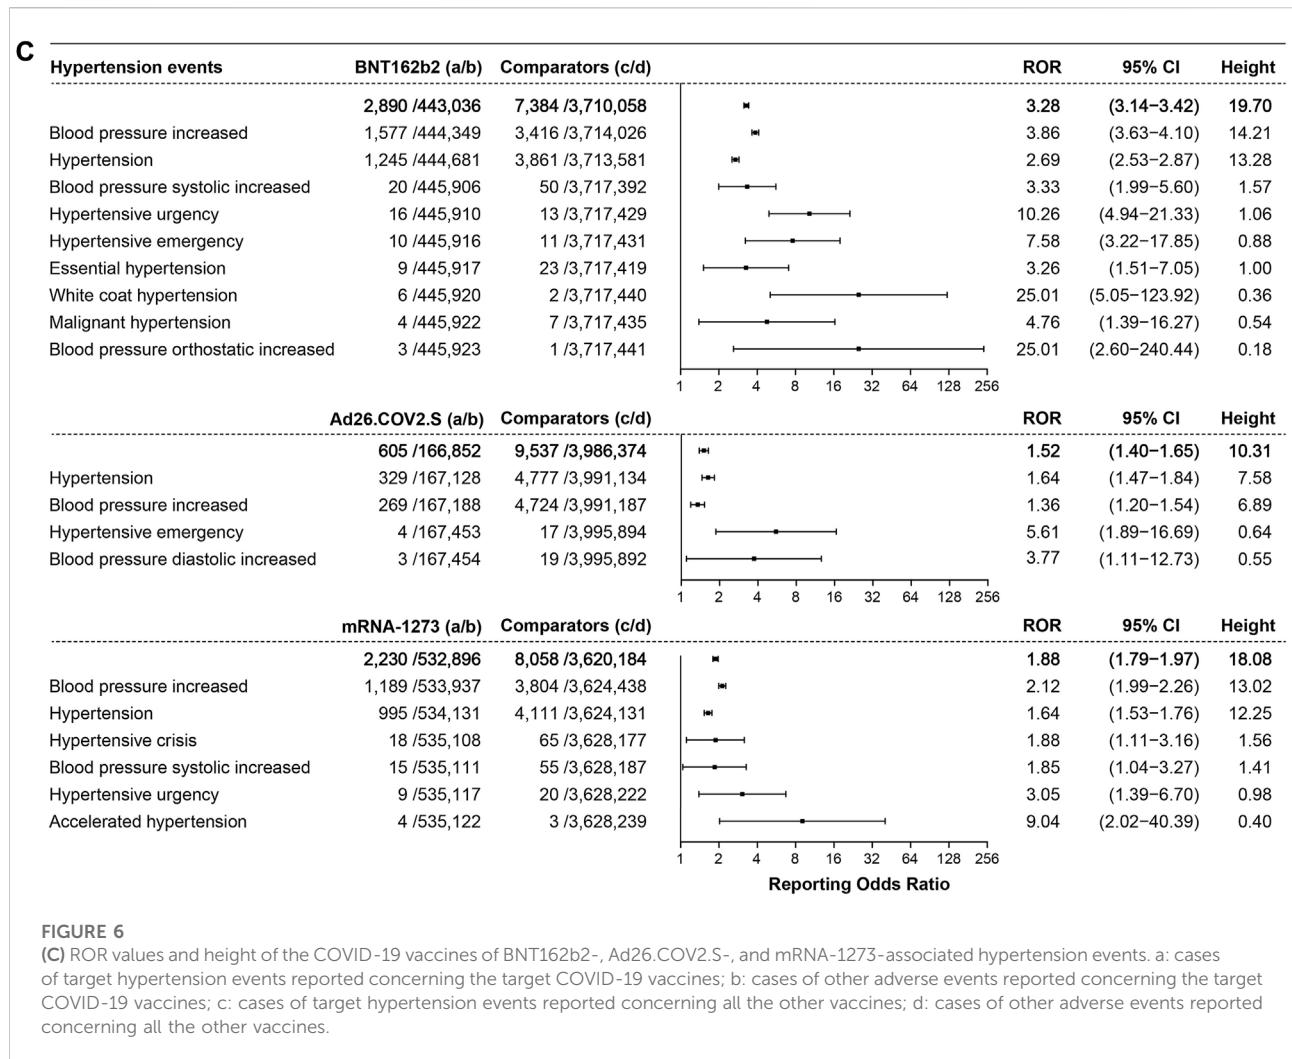 C
Hypertension events BNT162b2 (a/b) Comparators (c/d) ROR 95% CI Height
2,890 /443,036 7,384 /3,710,058 3.28 (3.14−3.42) 19.70
Blood pressure increased 1,577 /444,349 3,416 /3,714,026 3.86 (3.63−4.10) 14.21
Hypertension 1,245 /444,681 3,861 /3,713,581 2.69 (2.53−2.87) 13.28
Blood pressure systolic increased 20 /445,906 50 /3,717,392 3.33 (1.99−5.60) 1.57
Hypertensive urgency 16 /445,910 13 /3,717,429 10.26 (4.94−21.33) 1.06
Hypertensive emergency 10 /445,916 11 /3,717,431 7.58 (3.22−17.85) 0.88
Essential hypertension 9 /445,917 23 /3,717,419 3.26 (1.51−7.05) 1.00
White coat hypertension 6 /445,920 2 /3,717,440 25.01 (5.05−123.92) 0.36
Malignant hypertension 4 /445,922 7 /3,717,435 4.76 (1.39−16.27) 0.54
Blood pressure orthostatic increased 3 /445,923 1 /3,717,441 25.01 (2.60−240.44) 0.18
1 2 4 8 16 32 64 128 256
Ad26.COV2.S (a/b) Comparators (c/d) ROR 95% CI Height
605 /166,852 9,537 /3,986,374 1.52 (1.40−1.65) 10.31
Hypertension 329 /167,128 4,777 /3,991,134 1.64 (1.47−1.84) 7.58
Blood pressure increased 269 /167,188 4,724 /3,991,187 1.36 (1.20−1.54) 6.89
Hypertensive emergency 4 /167,453 17 /3,995,894 5.61 (1.89−16.69) 0.64
Blood pressure diastolic increased 3 /167,454 19 /3,995,892 3.77 (1.11−12.73) 0.55
1 2 4 8 16 32 64 128 256
mRNA-1273 (a/b) Comparators (c/d) ROR 95% CI Height
2,230 /532,896 8,058 /3,620,184 1.88 (1.79−1.97) 18.08
Blood pressure increased 1,189 /533,937 3,804 /3,624,438 2.12 (1.99−2.26) 13.02
Hypertension 995 /534,131 4,111 /3,624,131 1.64 (1.53−1.76) 12.25
Hypertensive crisis 18 /535,108 65 /3,628,177 1.88 (1.11−3.16) 1.56
Blood pressure systolic increased 15 /535,111 55 /3,628,187 1.85 (1.04−3.27) 1.41
Hypertensive urgency 9 /535,117 20 /3,628,222 3.05 (1.39−6.70) 0.98
Accelerated hypertension 4 /535,122 3 /3,628,239 9.04 (2.02−40.39) 0.40
1 2 4 8 16 32 64 128 256
Reporting Odds Ratio
FIGURE 6
(C) ROR values and height of the COVID-19 vaccines of BNT162b2-, Ad26.COV2.S-, and mRNA-1273-associated hypertension events. a: cases
of target hypertension events reported concerning the target COVID-19 vaccines; b: cases of other adverse events reported concerning the target
COVID-19 vaccines; c: cases of target hypertension events reported concerning all the other vaccines; d: cases of other adverse events reported
concerning all the other vaccines.